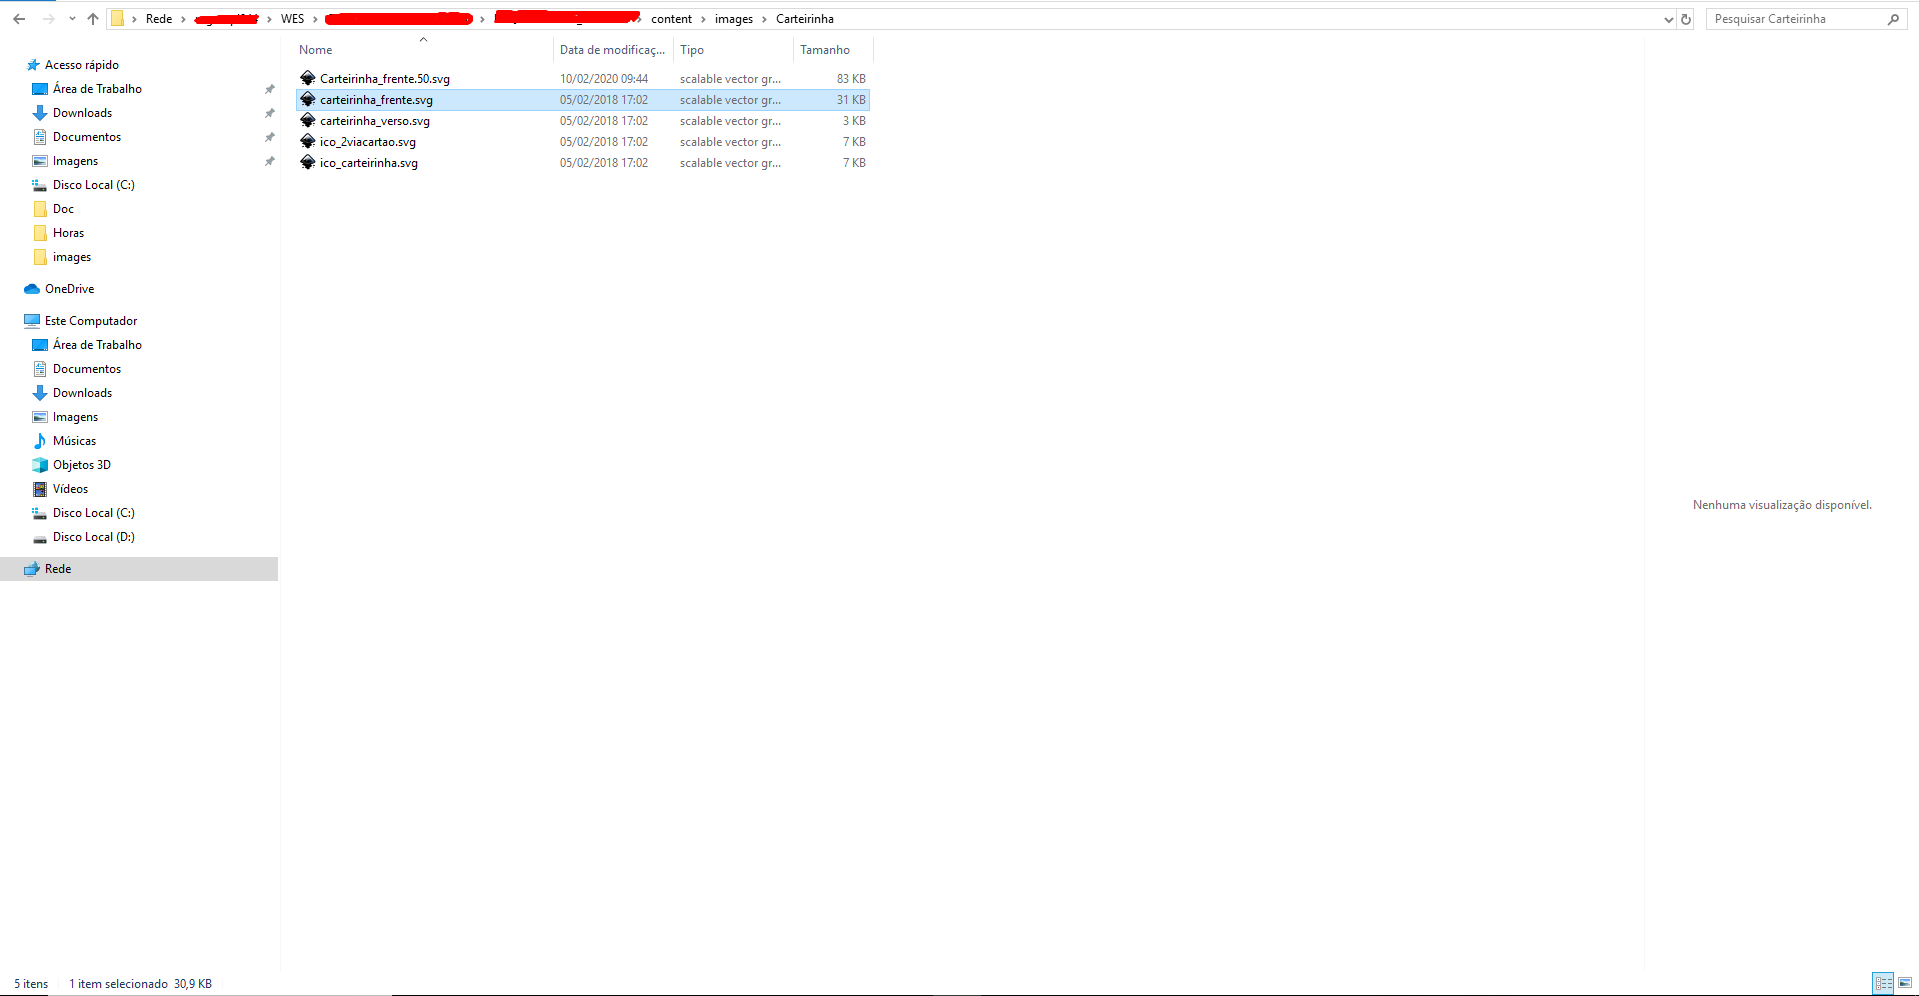 Rede WES content images Carteirinha
Pesquisar Carteirinha
Nome Data de modificaç... Tipo Tamanho
Carteirinha_frente.50.svg 10/02/2020 09:44 scalable vector gr... 83 KB
carteirinha_frente.svg 05/02/2018 17:02 scalable vector gr... 31 KB
carteirinha_verso.svg 05/02/2018 17:02 scalable vector gr... 3 KB
ico_2viacartao.svg 05/02/2018 17:02 scalable vector gr... 7 KB
ico_carteirinha.svg 05/02/2018 17:02 scalable vector gr... 7 KB
Acesso rápido
Área de Trabalho
Downloads
Documentos
Imagens
Disco Local (C:)
Doc
Horas
images
OneDrive
Este Computador
Área de Trabalho
Documentos
Downloads
Imagens
Músicas
Objetos 3D
Vídeos
Disco Local (C:)
Disco Local (D:)
Rede
Nenhuma visualização disponível.
5 itens 1 item selecionado 30,9 KB